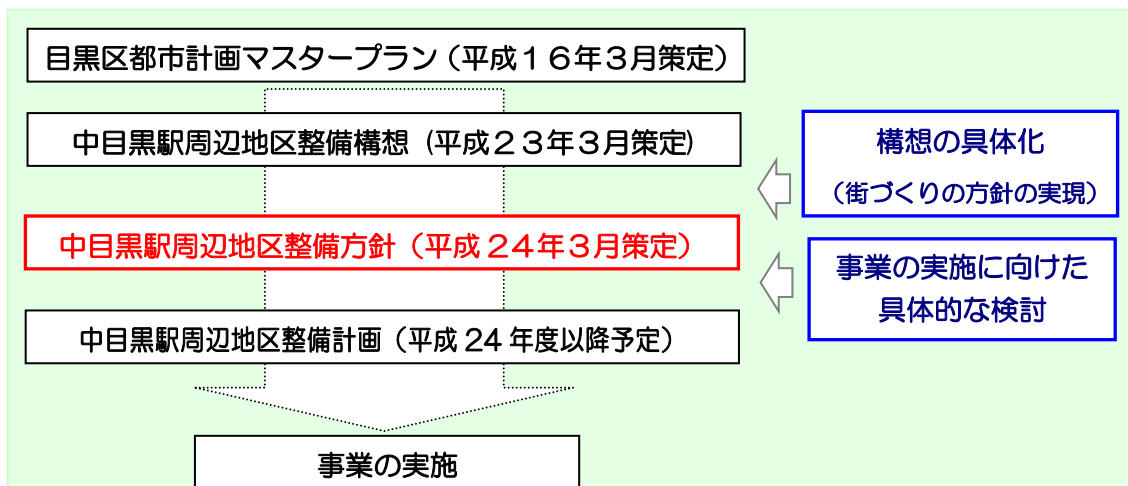 目黒区都市計画マスタープラン（平成１６年３月策定）
中目黒駅周辺地区整備構想（平成２３年３月策定）
構想の具体化
（街づくりの方針の実現）
中目黒駅周辺地区整備方針（平成 24年３月策定）
事業の実施に向けた
具体的な検討
中目黒駅周辺地区整備計画（平成 24 年度以降予定）
事業の実施